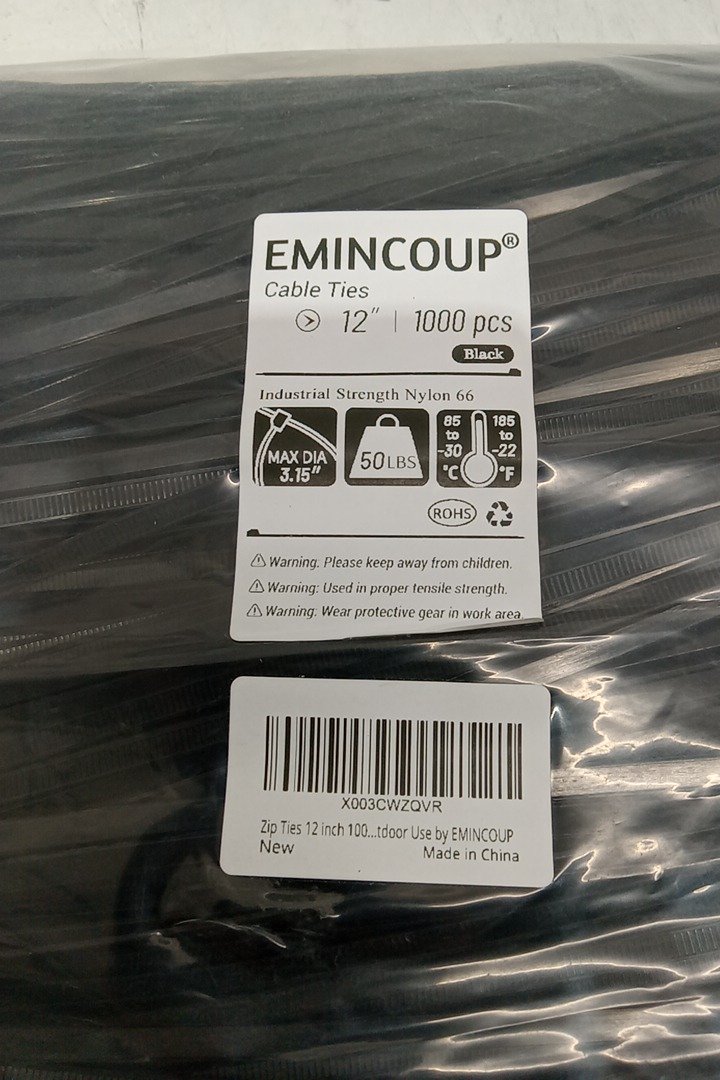 EMINCOUP®
Cable Ties
12" | 1000 pcs
Black
Industrial Strength Nylon 66
MAX DIA
3.15"
50LBS
85 to -30 °C
185 to -22 °F
ROHS
Warning. Please keep away from children.
Warning: Used in proper tensile strength.
Warning: Wear protective gear in work area
X003CWZQVR
Zip Ties 12 inch 100...tdoor Use by EMINCOUP
New
Made in China